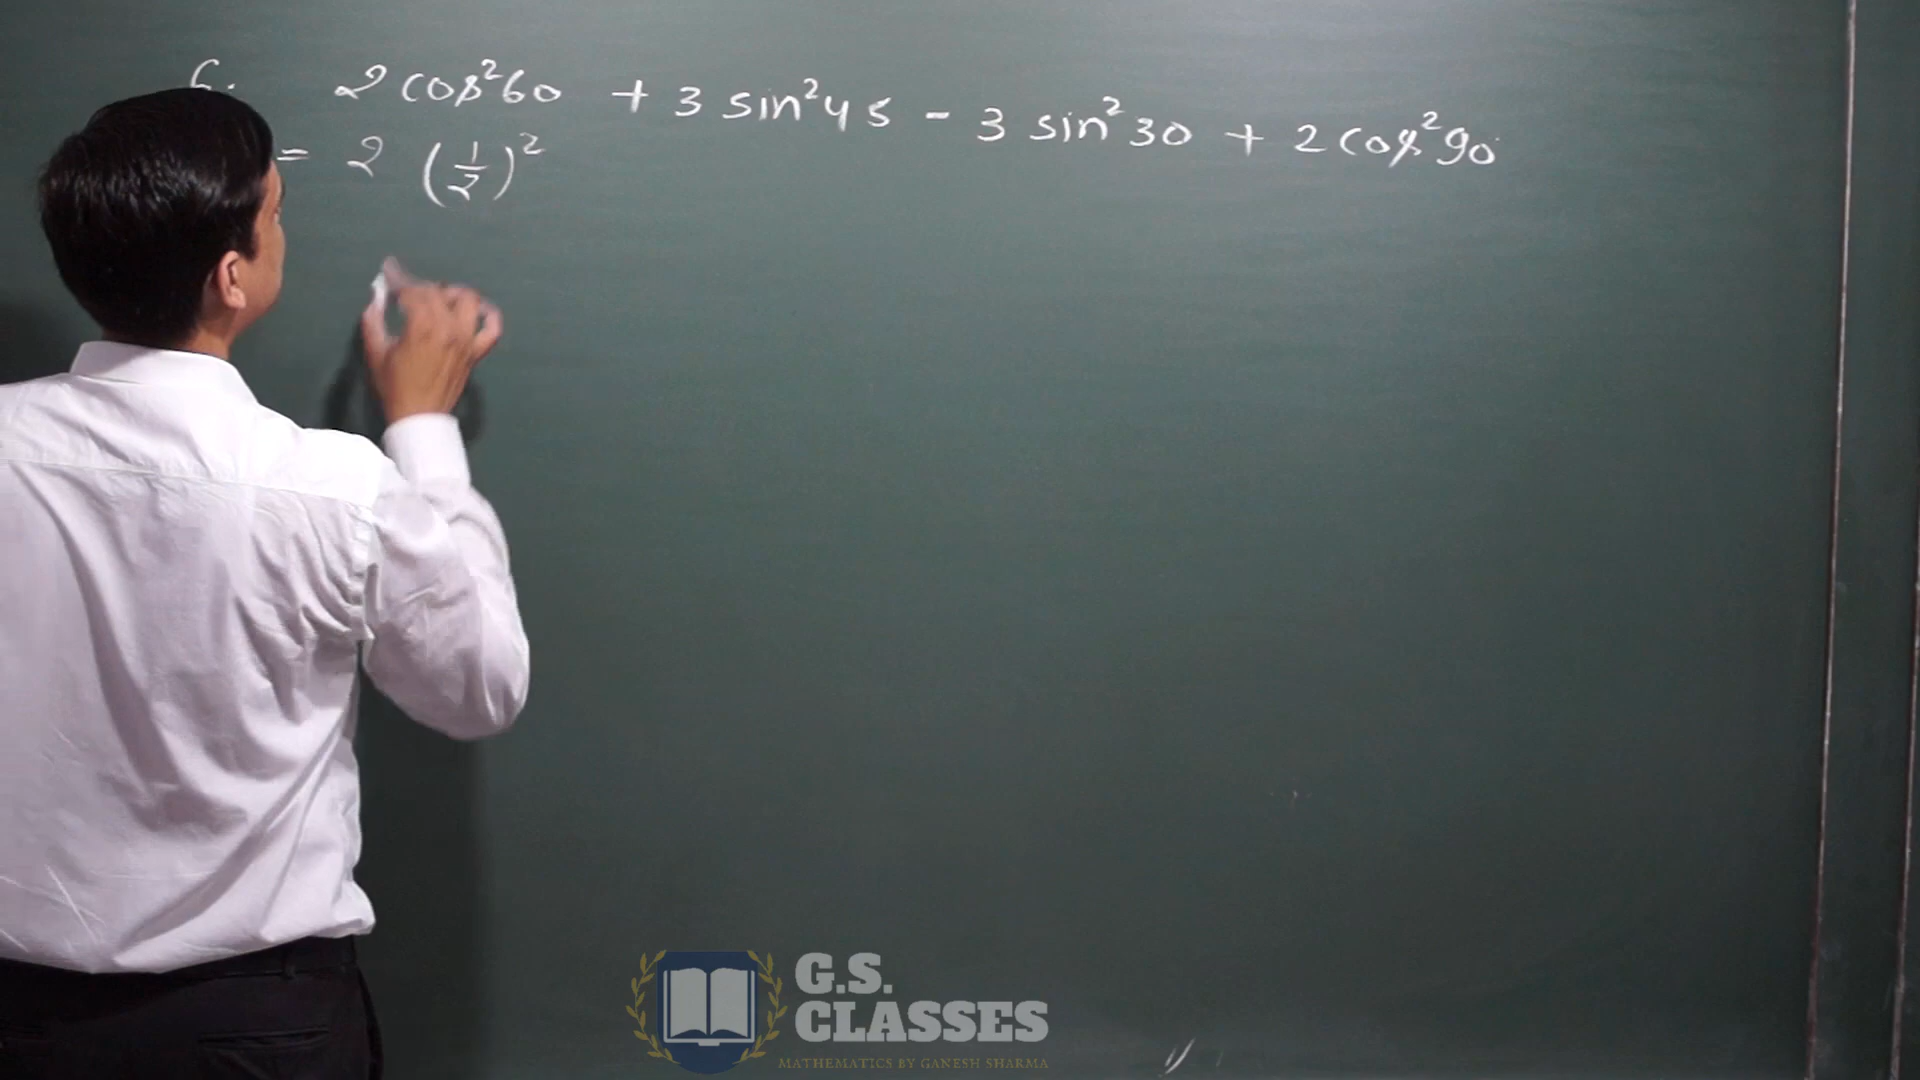 6. 2 cos²60 + 3 sin²45 - 3 sin²30 + 2 cos²90
= 2 (1/2)²
G.S.
CLASSES
MATHEMATICS BY GANESH SHARMA